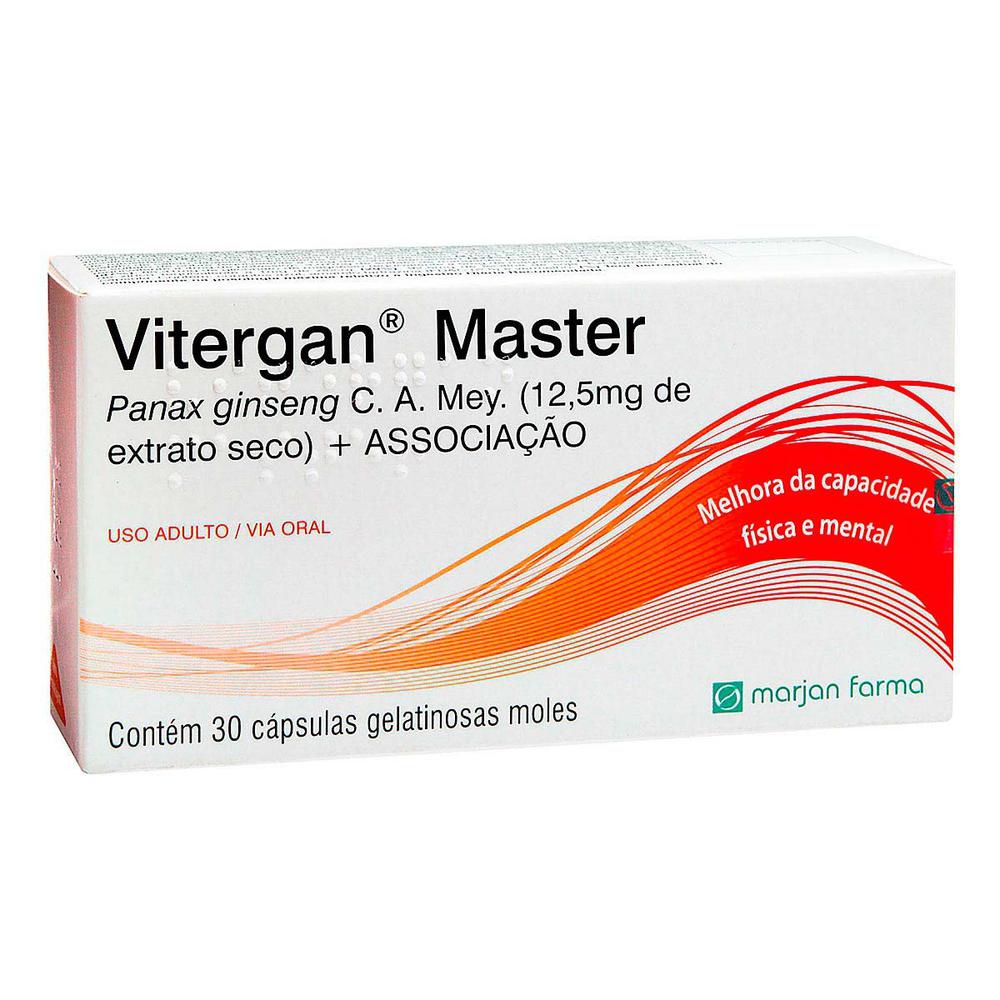 Vitergan® Master
Panax ginseng C. A. Mey. (12,5mg de
extrato seco) + ASSOCIAÇÃO
USO ADULTO / VIA ORAL
Melhora da capacidade
física e mental
marjan farma
Contém 30 cápsulas gelatinosas moles